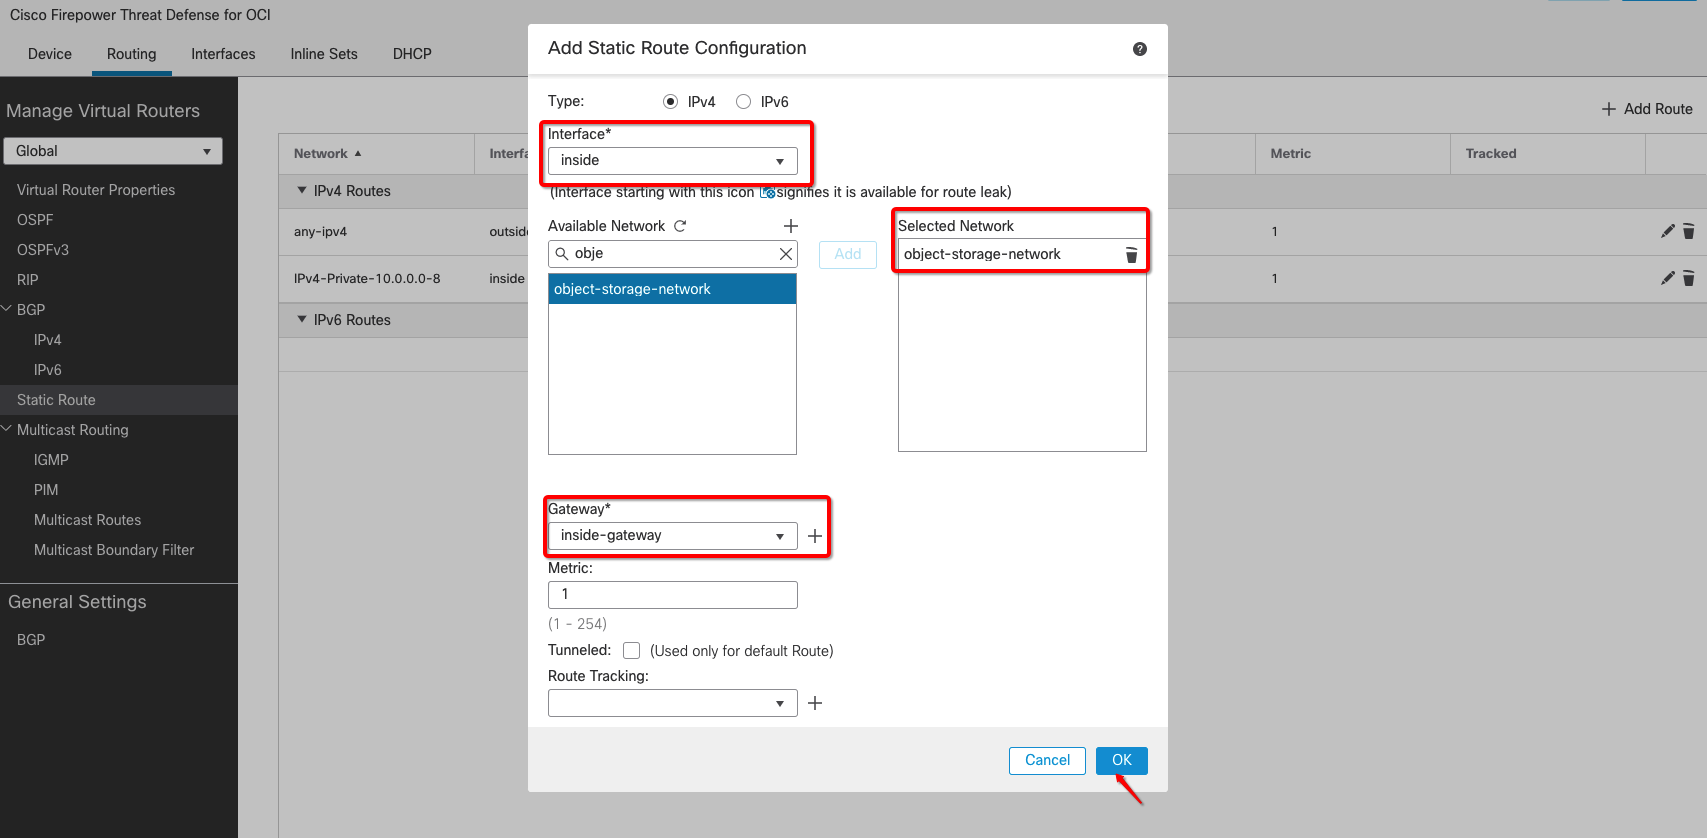 Cisco Firepower Threat Defense for OCI
Device
Routing
Interfaces
Inline Sets
DHCP
Manage Virtual Routers
Global
Virtual Router Properties
OSPF
OSPFv3
RIP
BGP
IPv4
IPv6
Static Route
Multicast Routing
IGMP
PIM
Multicast Routes
Multicast Boundary Filter
General Settings
BGP
+ Add Route
Network
Interfa
Metric
Tracked
IPv4 Routes
any-ipv4
outside
1
IPv4-Private-10.0.0.0-8
inside
1
IPv6 Routes
Add Static Route Configuration
?
Type:
IPv4
IPv6
Interface*
inside
(Interface starting with this icon signifies it is available for route leak)
Available Network
+
obje
object-storage-network
Add
Selected Network
object-storage-network
Gateway*
inside-gateway
+
Metric:
1
(1 - 254)
Tunneled:
(Used only for default Route)
Route Tracking:
+
Cancel
OK